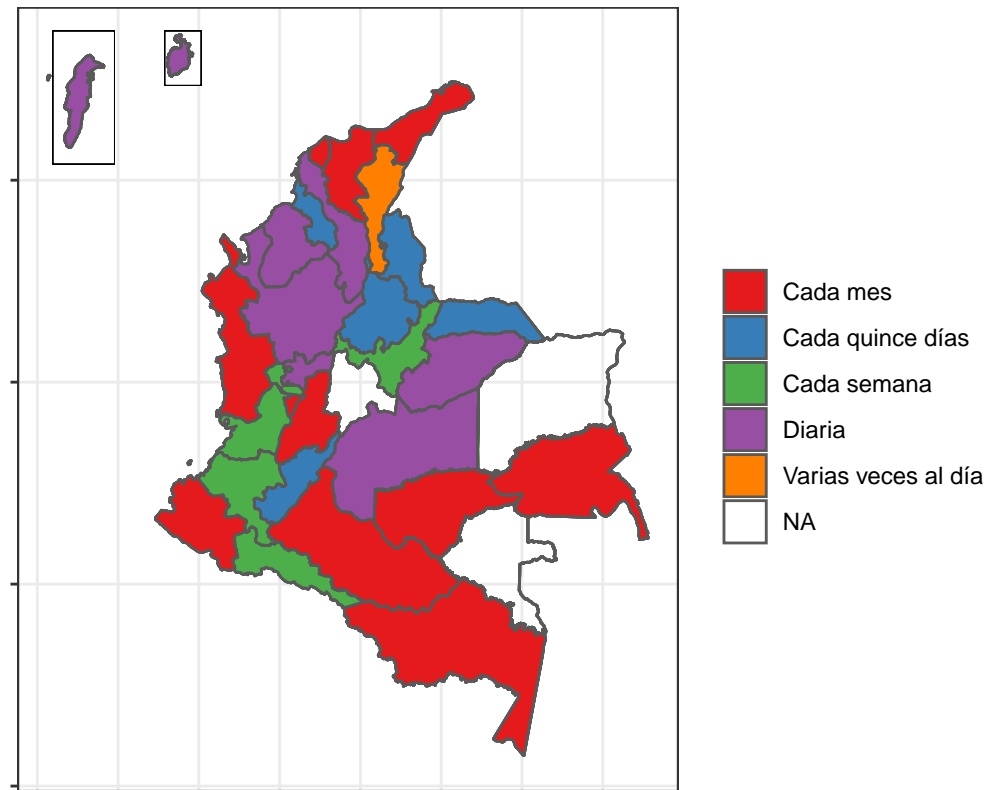 Cada mes
Cada quince días
Cada semana
Diaria
Varias veces al día
NA